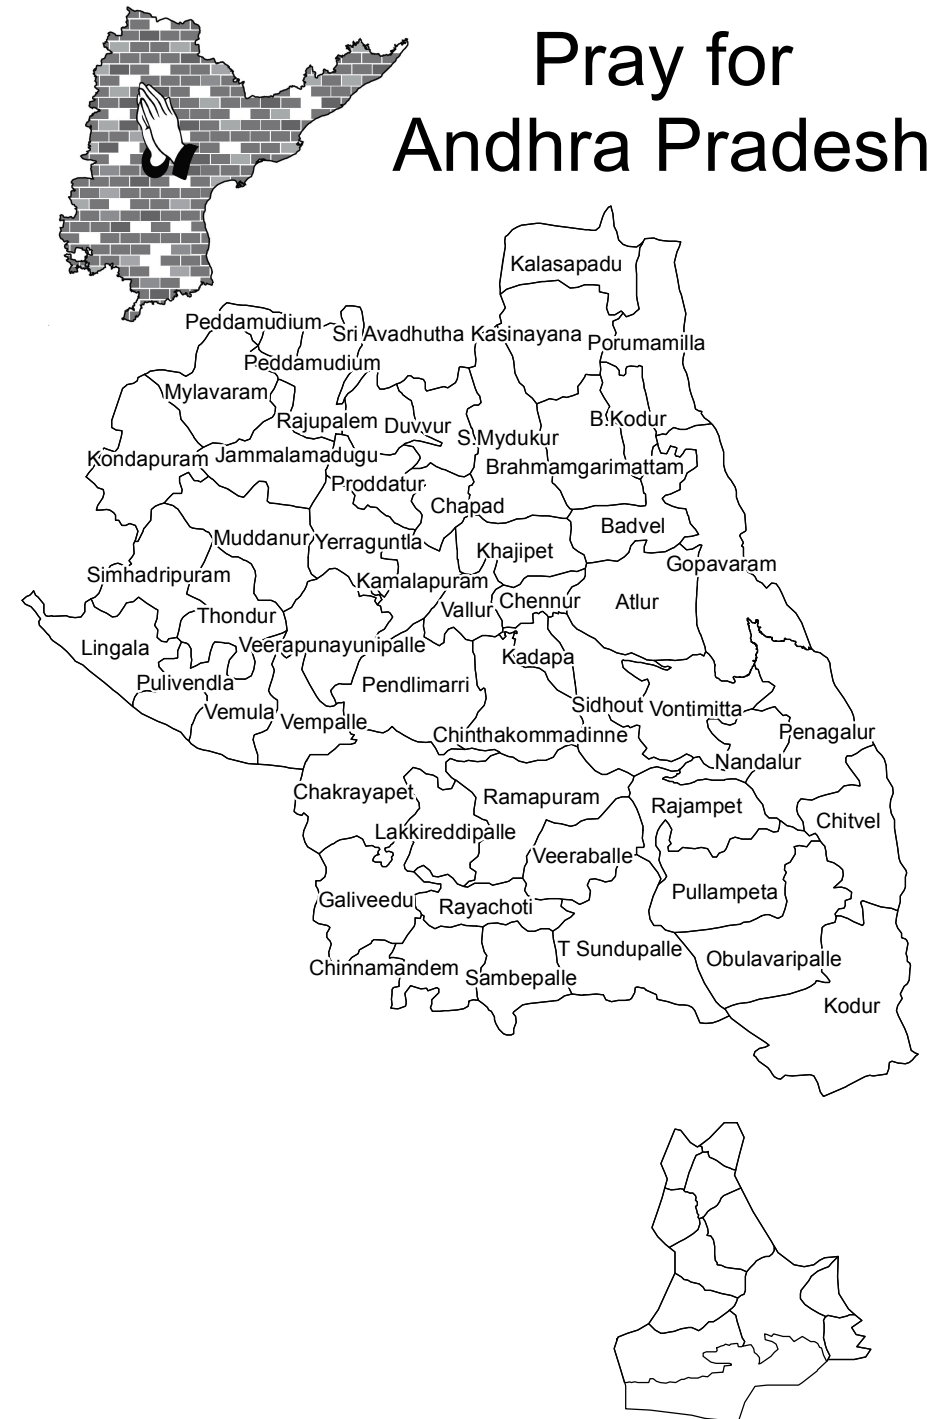 Pray for
Andhra Pradesh
Kalasapadu
Peddamudium
Sri Avadhutha Kasinayana
Porumamilla
Peddamudium
Mylavaram
Rajupalem
Duvvur
B.Kodur
S.Mydukur
Kondapuram
Jammalamadugu
Brahmamgarimattam
Proddatur
Chapad
Badvel
Muddanur
Yerraguntla
Khajipet
Gopavaram
Simhadripuram
Kamalapuram
Vallur
Chennur
Atlur
Thondur
Lingala
Veerapunayunipalle
Kadapa
Pulivendla
Pendlimarri
Sidhout
Vontimitta
Vemula
Vempalle
Chinthakommadinne
Penagalur
Nandalur
Chakrayapet
Ramapuram
Rajampet
Chitvel
Lakkireddipalle
Veeraballe
Galiveedu
Rayachoti
Pullampeta
T Sundupalle
Obulavaripalle
Chinnamandem
Sambepalle
Kodur